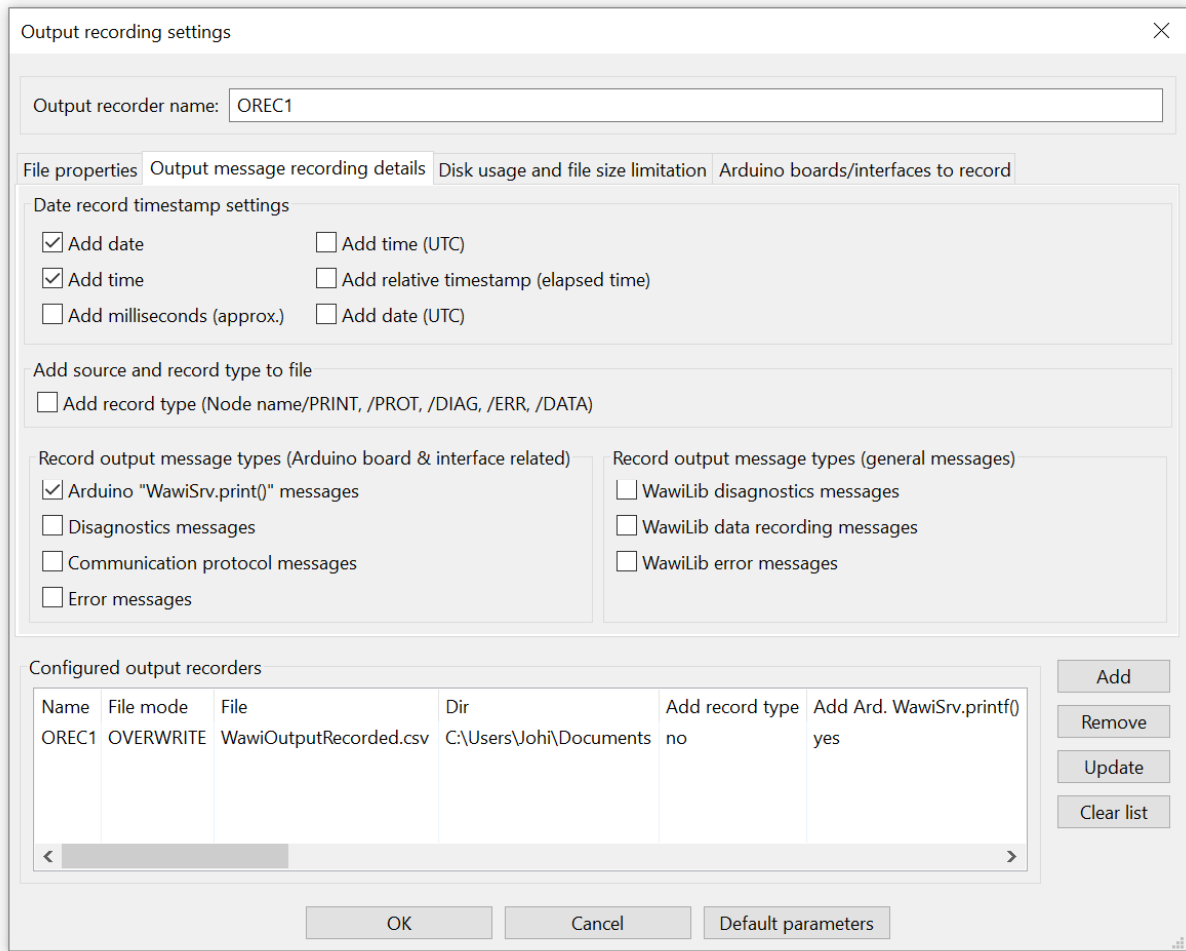 Output recording settings
Output recorder name: OREC1
File properties Output message recording details Disk usage and file size limitation Arduino boards/interfaces to record
Date record timestamp settings
Add date Add time (UTC)
Add time Add relative timestamp (elapsed time)
Add milliseconds (approx.) Add date (UTC)
Add source and record type to file
Add record type (Node name/PRINT, /PROT, /DIAG, /ERR, /DATA)
Record output message types (Arduino board & interface related)
Arduino "WawiSrv.print()" messages
Disagnostics messages
Communication protocol messages
Error messages
Record output message types (general messages)
WawiLib disagnostics messages
WawiLib data recording messages
WawiLib error messages
Configured output recorders
Name File mode File Dir Add record type Add Ard. WawiSrv.printf()
OREC1 OVERWRITE WawiOutputRecorded.csv C:\Users\Johi\Documents no yes
Add
Remove
Update
Clear list
OK Cancel Default parameters